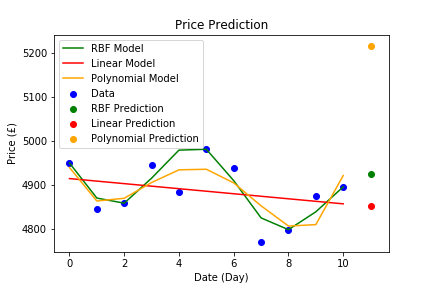 Price Prediction
RBF Model
Linear Model
Polynomial Model
Data
RBF Prediction
Linear Prediction
Polynomial Prediction
5200
5100
5000
4900
4800
Price (£)
0 2 4 6 8 10
Date (Day)